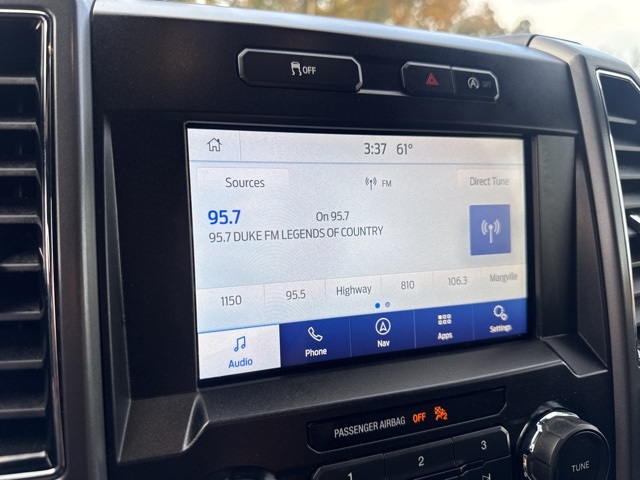 OFF
3:37 61°
Sources
FM
Direct Tune
95.7
On 95.7
95.7 DUKE FM LEGENDS OF COUNTRY
1150
95.5
Highway
810
106.3
Margville
Audio
Phone
Nav
Apps
Settings
PASSENGER AIRBAG OFF
1
2
3
TUNE